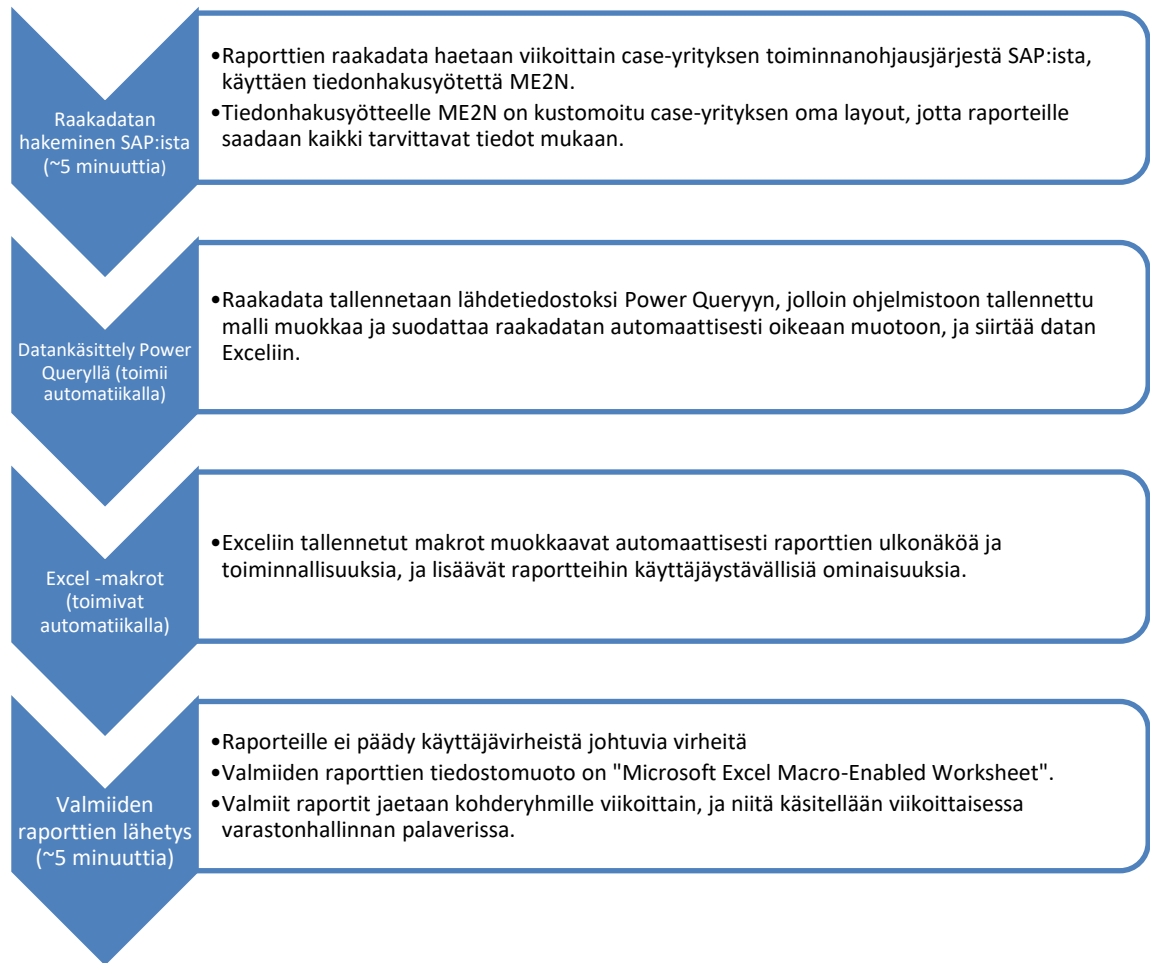 Raakadatan
hakeminen SAP:ista
(~5 minuuttia)
•Raporttien raakadata haetaan viikoittain case-yrityksen toiminnanohjausjärjestä SAP:ista,
käyttäen tiedonhakusyötettä ME2N.
•Tiedonhakusyötteelle ME2N on kustomoitu case-yrityksen oma layout, jotta raporteille
saadaan kaikki tarvittavat tiedot mukaan.
Datankäsittely Power
Queryllä (toimii
automatiikalla)
•Raakadata tallennetaan lähdetiedostoksi Power Queryyn, jolloin ohjelmistoon tallennettu
malli muokkaa ja suodattaa raakadatan automaattisesti oikeaan muotoon, ja siirtää datan
Exceliin.
Excel -makrot
(toimivat
automatiikalla)
•Exceliin tallennetut makrot muokkaavat automaattisesti raporttien ulkonäköä ja
toiminnallisuuksia, ja lisäävät raportteihin käyttäjäystävällisiä ominaisuuksia.
Valmiiden
raporttien lähetys
(~5 minuuttia)
•Raporteille ei päädy käyttäjävirheistä johtuvia virheitä
•Valmiiden raporttien tiedostomuoto on "Microsoft Excel Macro-Enabled Worksheet".
•Valmiit raportit jaetaan kohderyhmille viikoittain, ja niitä käsitellään viikoittaisessa
varastonhallinnan palaverissa.